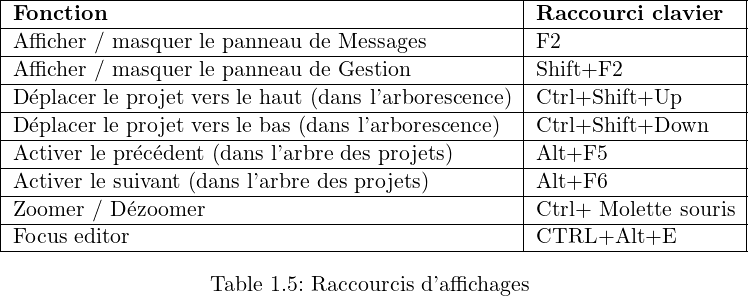 Fonction Raccourci clavier
Afficher / masquer le panneau de Messages F2
Afficher / masquer le panneau de Gestion Shift+F2
Déplacer le projet vers le haut (dans l'arborescence) Ctrl+Shift+Up
Déplacer le projet vers le bas (dans l'arborescence) Ctrl+Shift+Down
Activer le précédent (dans l'arbre des projets) Alt+F5
Activer le suivant (dans l'arbre des projets) Alt+F6
Zoomer / Dézoomer Ctrl+ Molette souris
Focus editor CTRL+Alt+E
Table 1.5: Raccourcis d'affichages